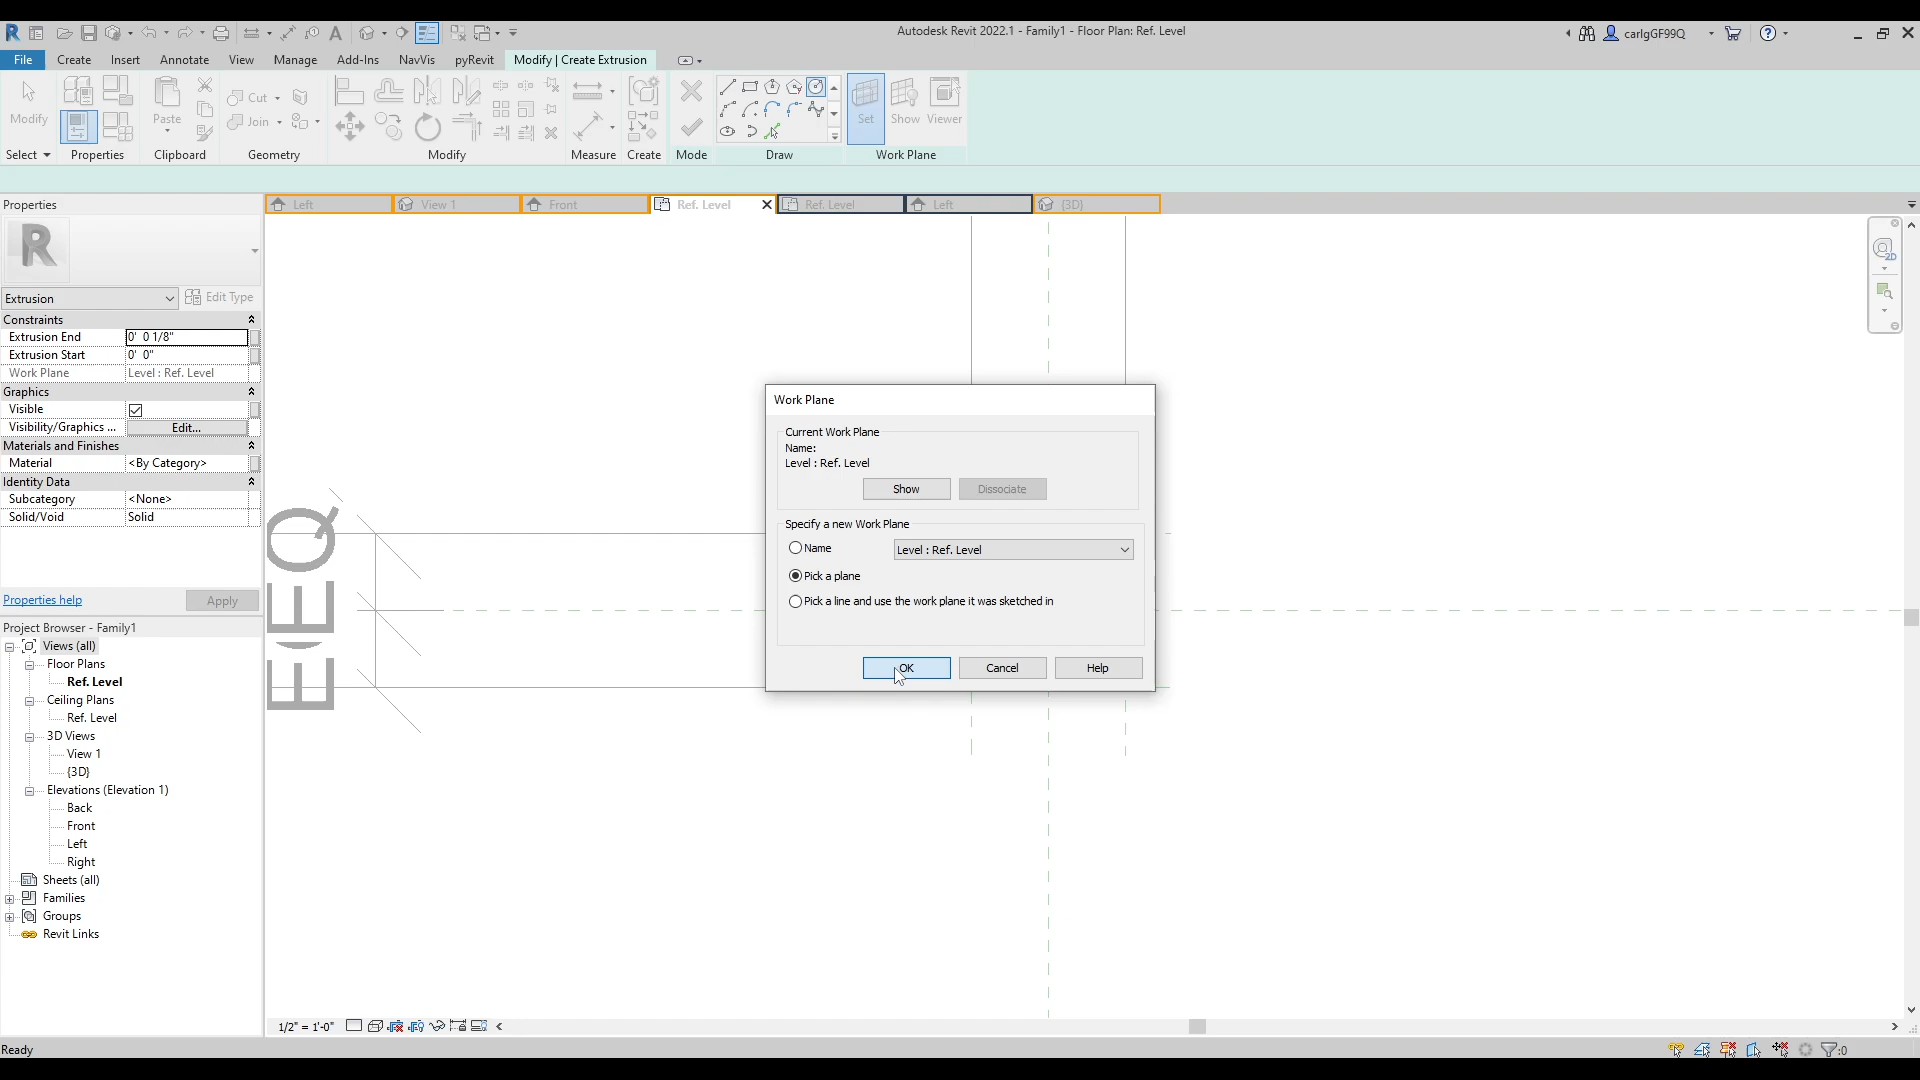 Autodesk Revit 2022.1 - Family1 - Floor Plan: Ref. Level
carlgGF99Q
File Create Insert Annotate View Manage Add-Ins NavVis pyRevit Modify | Create Extrusion
Modify
Paste
Cut
Join
Set
Show
Viewer
Select Properties Clipboard Geometry Modify Measure Create Mode Draw Work Plane
Properties
Left
View 1
Front
Ref. Level
Ref. Level
Left
{3D}
R
Extrusion
Edit Type
Constraints
Extrusion End 0' 0 1/8"
Extrusion Start 0' 0"
Work Plane Level : Ref. Level
Graphics
Visible
Visibility/Graphics ... Edit...
Materials and Finishes
Material <By Category>
Identity Data
Subcategory <None>
Solid/Void Solid
Properties help Apply
Project Browser - Family1
Views (all)
Floor Plans
Ref. Level
Ceiling Plans
Ref. Level
3D Views
View 1
{3D}
Elevations (Elevation 1)
Back
Front
Left
Right
Sheets (all)
Families
Groups
Revit Links
EQ
Work Plane
Current Work Plane
Name:
Level : Ref. Level
Show Dissociate
Specify a new Work Plane
Name Level : Ref. Level
Pick a plane
Pick a line and use the work plane it was sketched in
OK Cancel Help
2D
1/2" = 1'-0"
Ready
:0